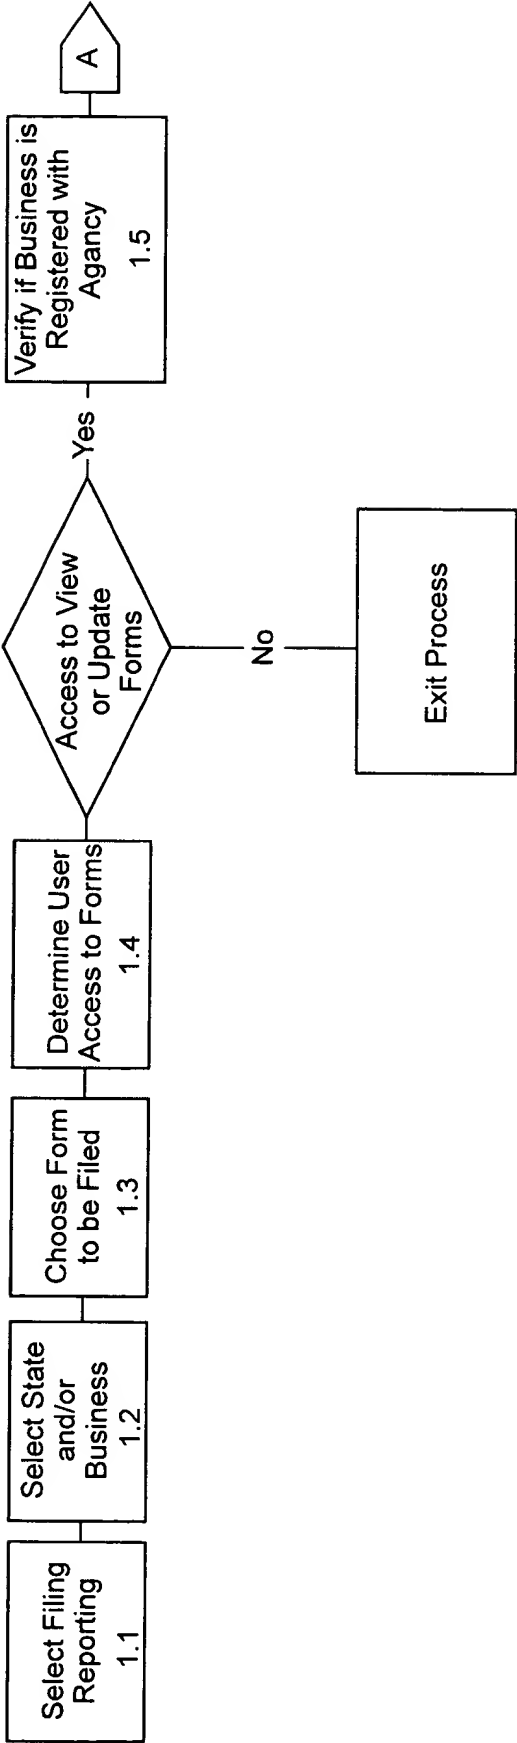 Select Filing
Reporting
1.1
Select State
and/or
Business
1.2
Choose Form
to be Filed
1.3
Determine User
Access to Forms
1.4
Access to View
or Update
Forms
Yes
No
Exit Process
Verify if Business is
Registered with
Agancy
1.5
A